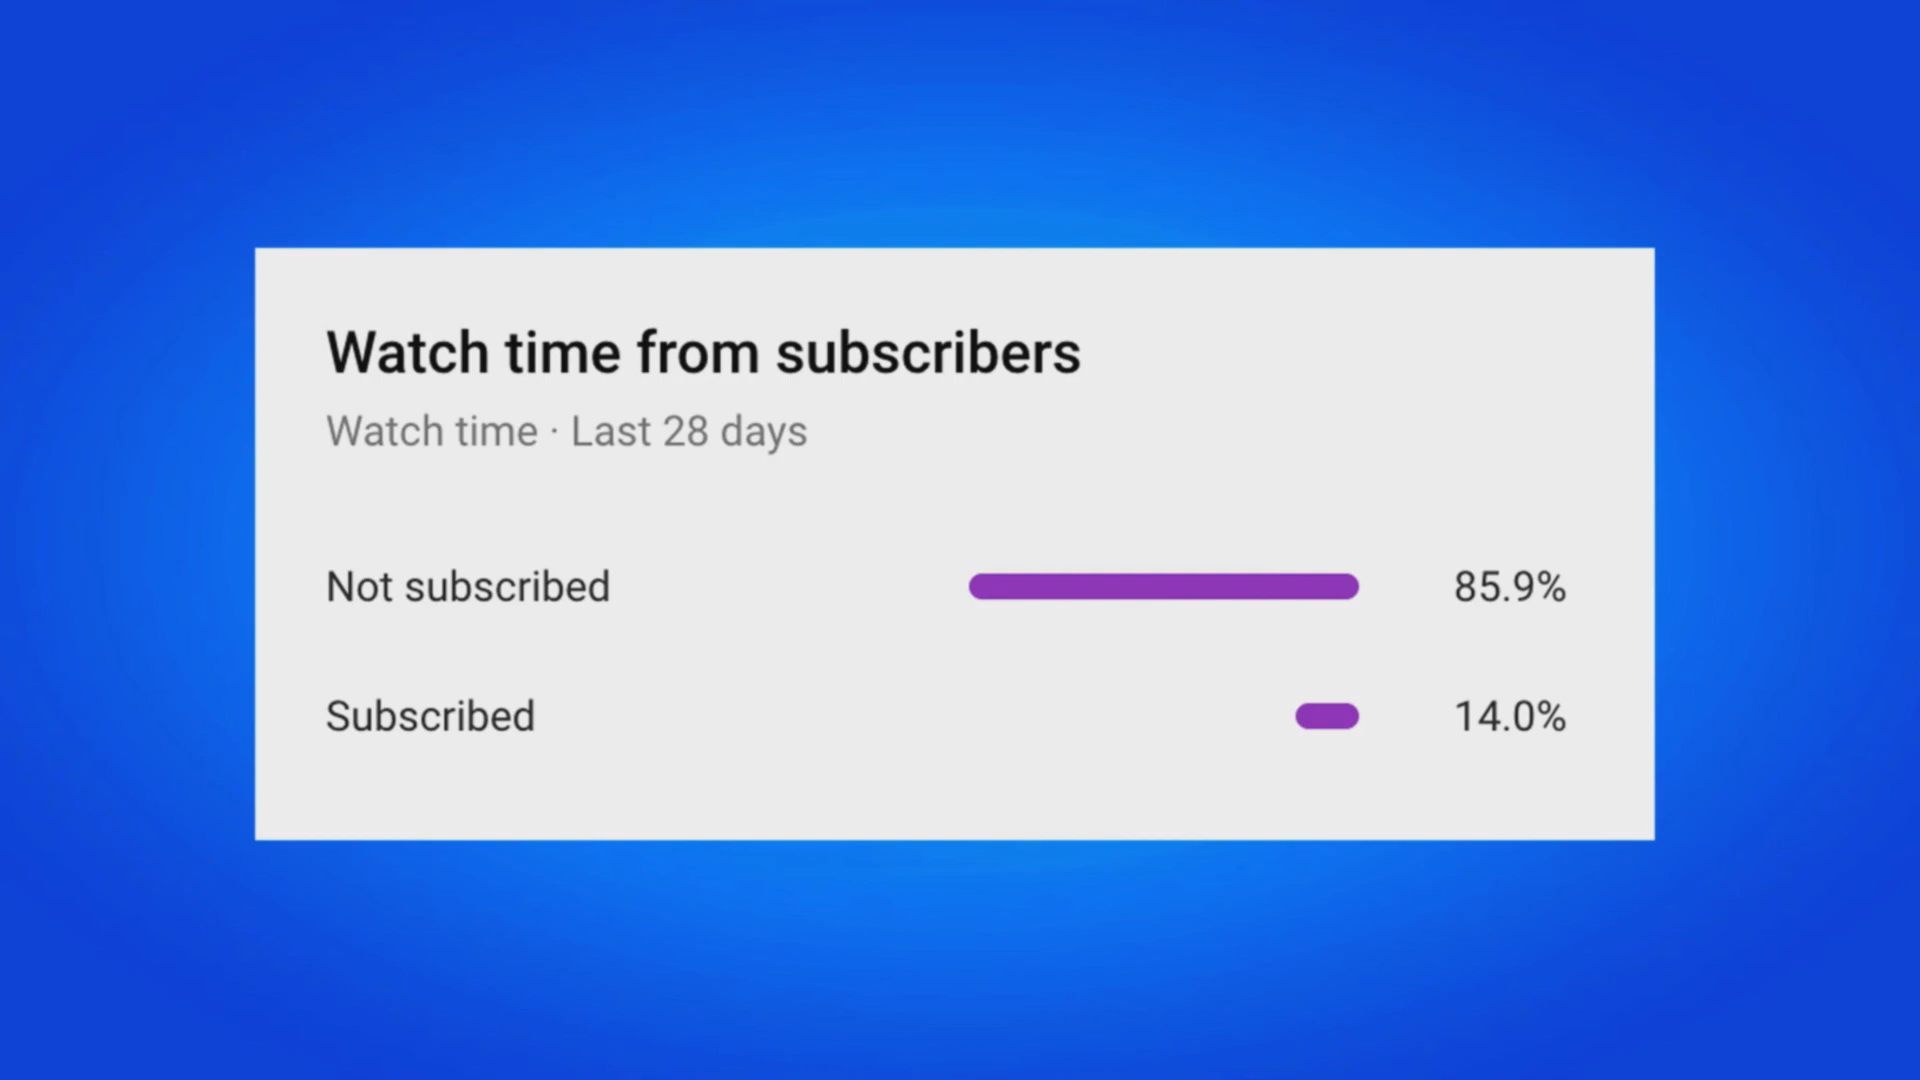 Watch time from subscribers
Watch time · Last 28 days
Not subscribed 85.9%
Subscribed 14.0%